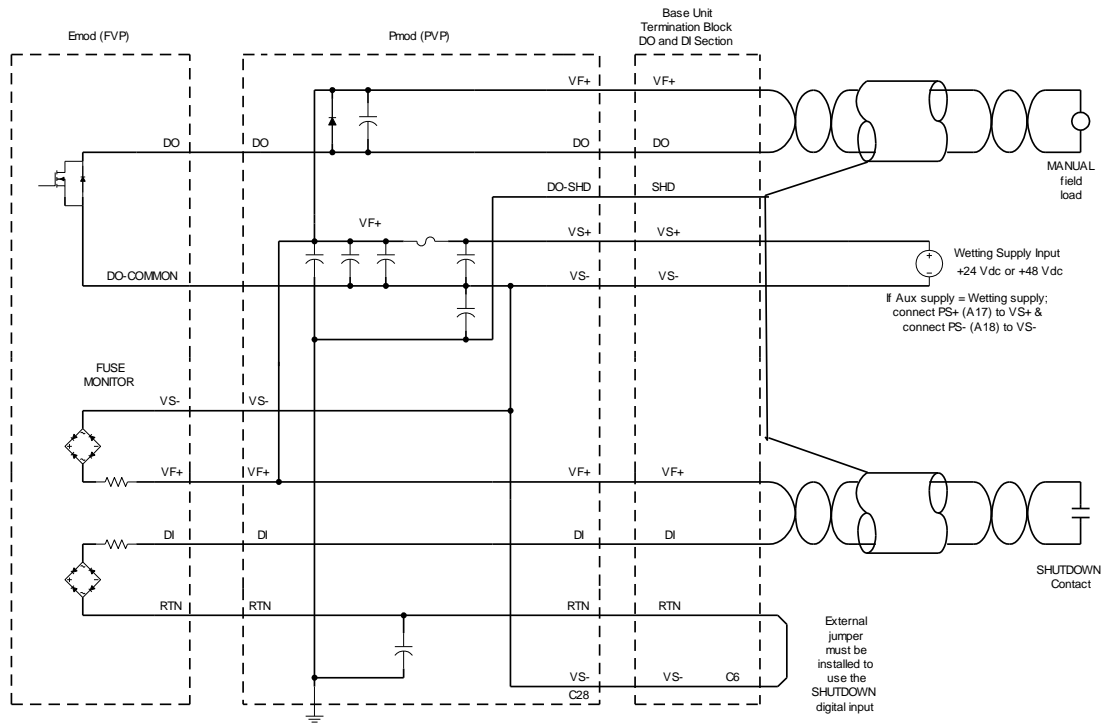 Base Unit
Termination Block
DO and DI Section
Emod (FVP)
Pmod (PVP)
VF+
VF+
DO
DO
DO
DO
MANUAL
field
load
DO-SHD
SHD
VF+
VS+
VS+
DO-COMMON
VS-
VS-
+
-
Wetting Supply Input
+24 Vdc or +48 Vdc
If Aux supply = Wetting supply;
connect PS+ (A17) to VS+ &
connect PS- (A18) to VS-
FUSE
MONITOR
VS-
VS-
VF+
VF+
VF+
VF+
DI
DI
DI
DI
SHUTDOWN
Contact
RTN
RTN
RTN
RTN
External
jumper
must be
installed to
use the
SHUTDOWN
digital input
VS-
VS-
C6
C28